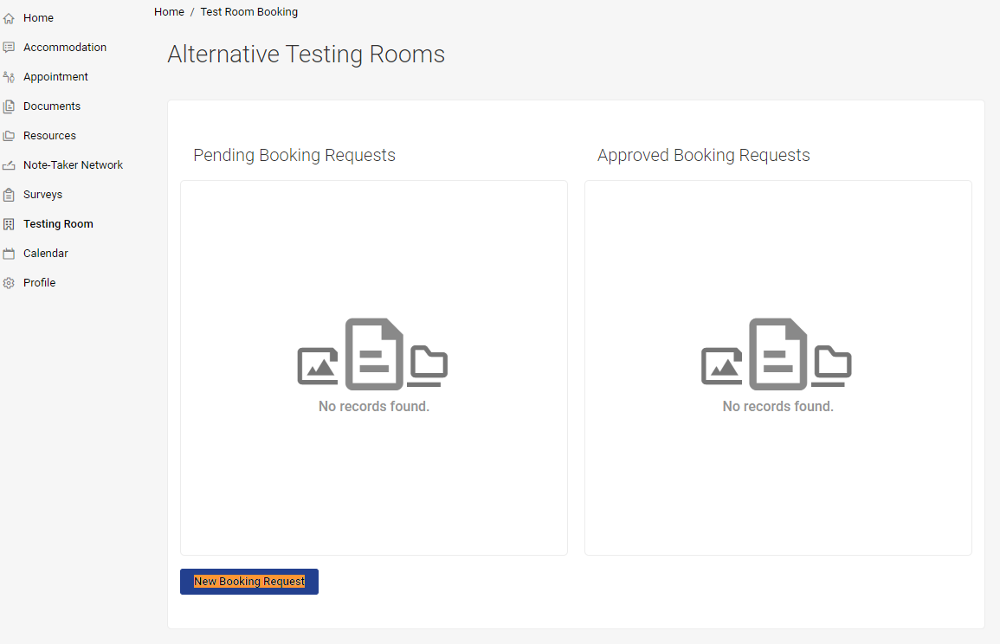 Home
Accommodation
Appointment
Documents
Resources
Note-Taker Network
Surveys
Testing Room
Calendar
Profile
Home / Test Room Booking
Alternative Testing Rooms
Pending Booking Requests
No records found.
New Booking Request
Approved Booking Requests
No records found.